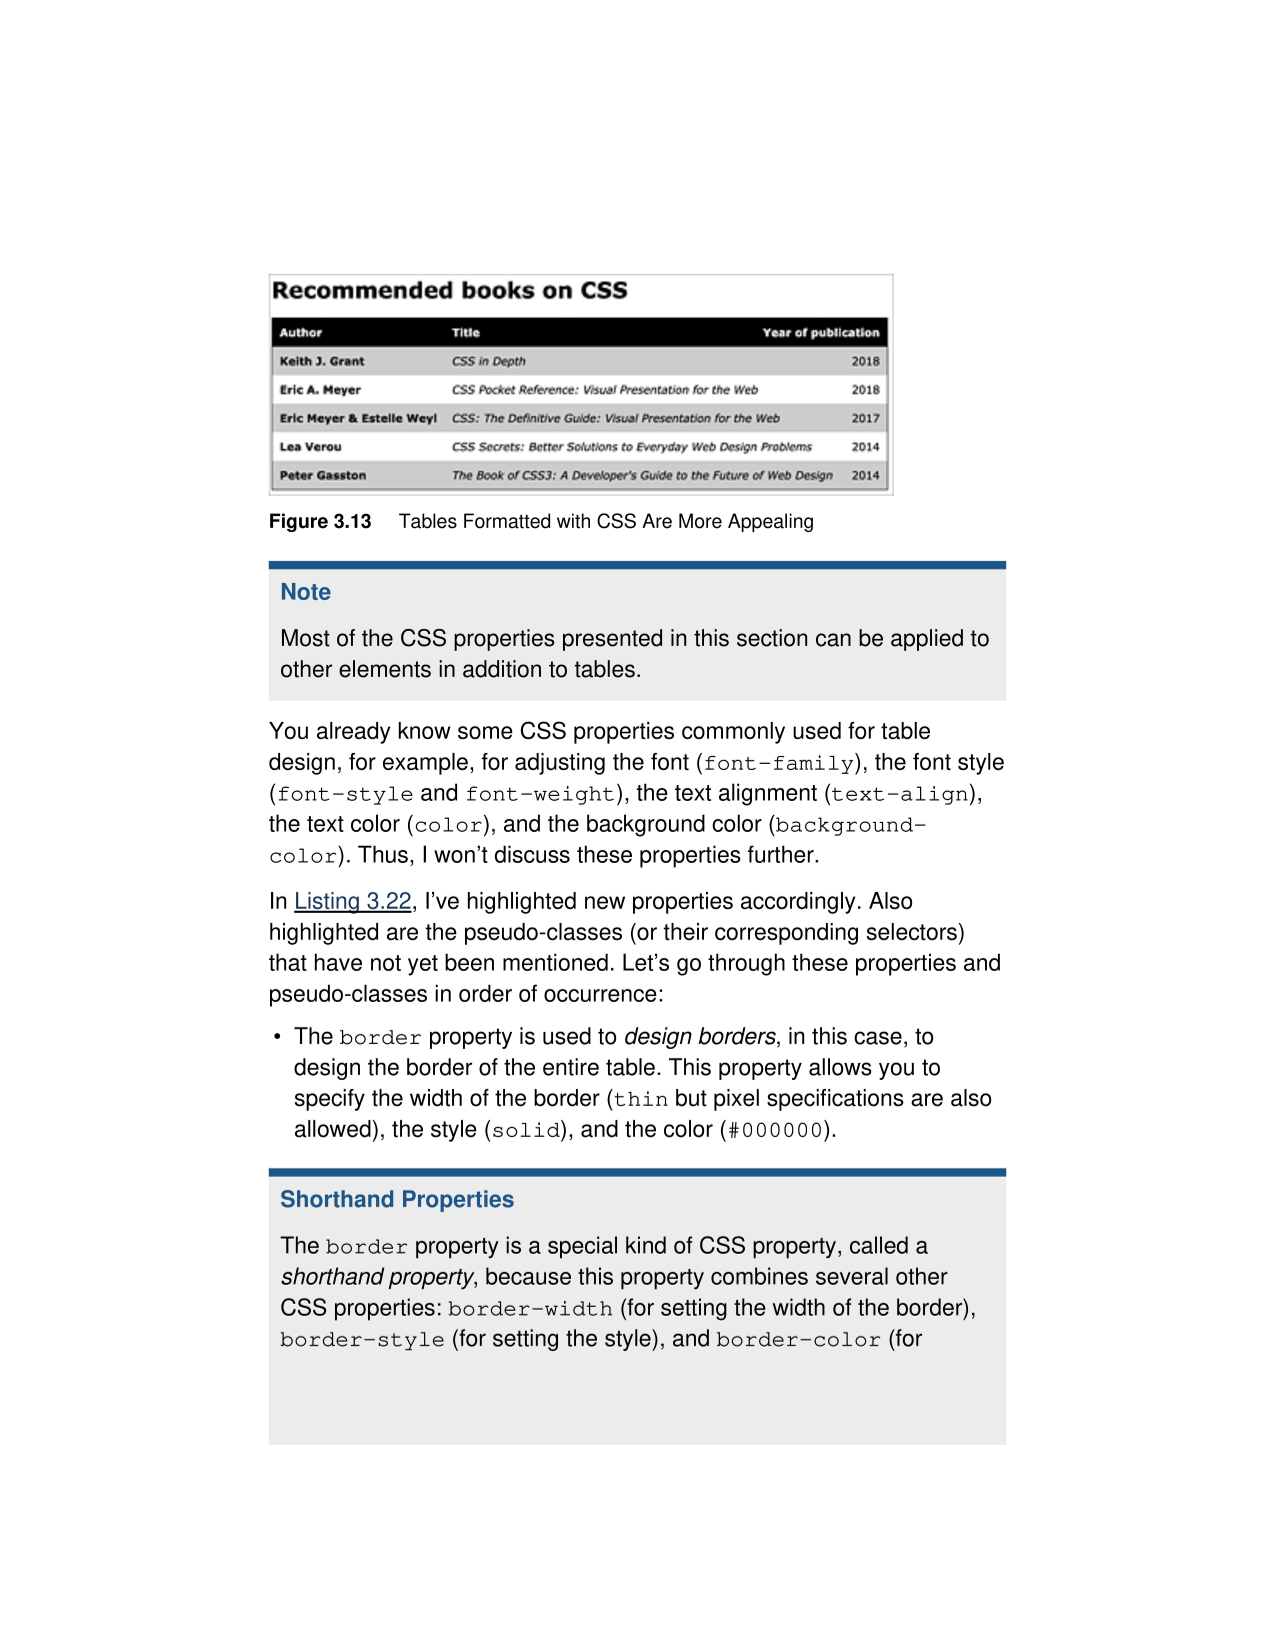 Recommended books on CSS
Author Title Year of publication
Keith J. Grant CSS in Depth 2018
Eric A. Meyer CSS Pocket Reference: Visual Presentation for the Web 2018
Eric Meyer & Estelle Weyl CSS: The Definitive Guide: Visual Presentation for the Web 2017
Lea Verou CSS Secrets: Better Solutions to Everyday Web Design Problems 2014
Peter Gasston The Book of CSS3: A Developer's Guide to the Future of Web Design 2014
Figure 3.13 Tables Formatted with CSS Are More Appealing
Note
Most of the CSS properties presented in this section can be applied to
other elements in addition to tables.
You already know some CSS properties commonly used for table
design, for example, for adjusting the font (font-family), the font style
(font-style and font-weight), the text alignment (text-align),
the text color (color), and the background color (background-
color). Thus, I won’t discuss these properties further.
In Listing 3.22, I’ve highlighted new properties accordingly. Also
highlighted are the pseudo-classes (or their corresponding selectors)
that have not yet been mentioned. Let’s go through these properties and
pseudo-classes in order of occurrence:
• The border property is used to design borders, in this case, to
design the border of the entire table. This property allows you to
specify the width of the border (thin but pixel specifications are also
allowed), the style (solid), and the color (#000000).
Shorthand Properties
The border property is a special kind of CSS property, called a
shorthand property, because this property combines several other
CSS properties: border-width (for setting the width of the border),
border-style (for setting the style), and border-color (for